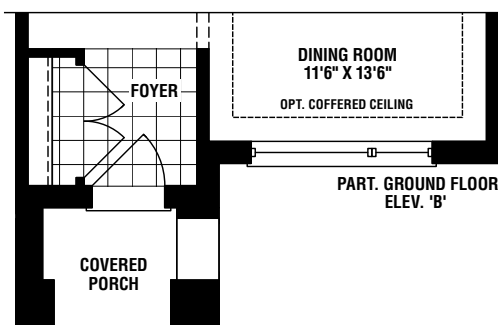 DINING ROOM
11'6" X 13'6"
OPT. COFFERED CEILING
FOYER
PART. GROUND FLOOR
ELEV. 'B'
COVERED
PORCH